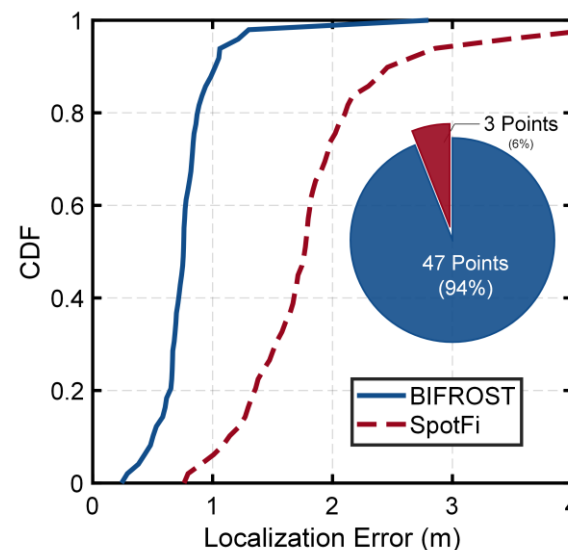 1
0.8
0.6
0.4
0.2
0
CDF
0
1
2
3
4
Localization Error (m)
3 Points
(6%)
47 Points
(94%)
BIFROST
SpotFi